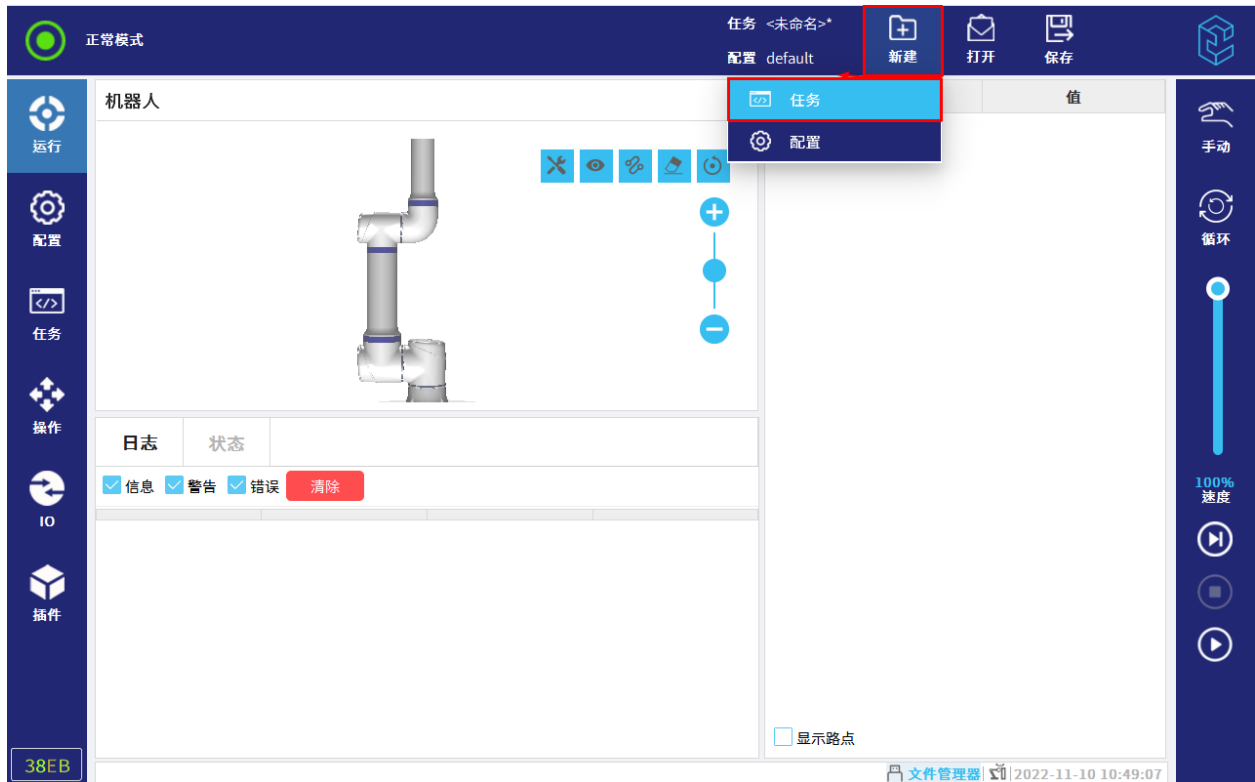 正常模式
任务 <未命名>*
配置 default
新建
打开
保存
任务
配置
运行
配置
任务
操作
IO
插件
38EB
机器人
值
日志
状态
信息
警告
错误
清除
显示路点
文件管理器
2022-11-10 10:49:07
手动
循环
100%
速度